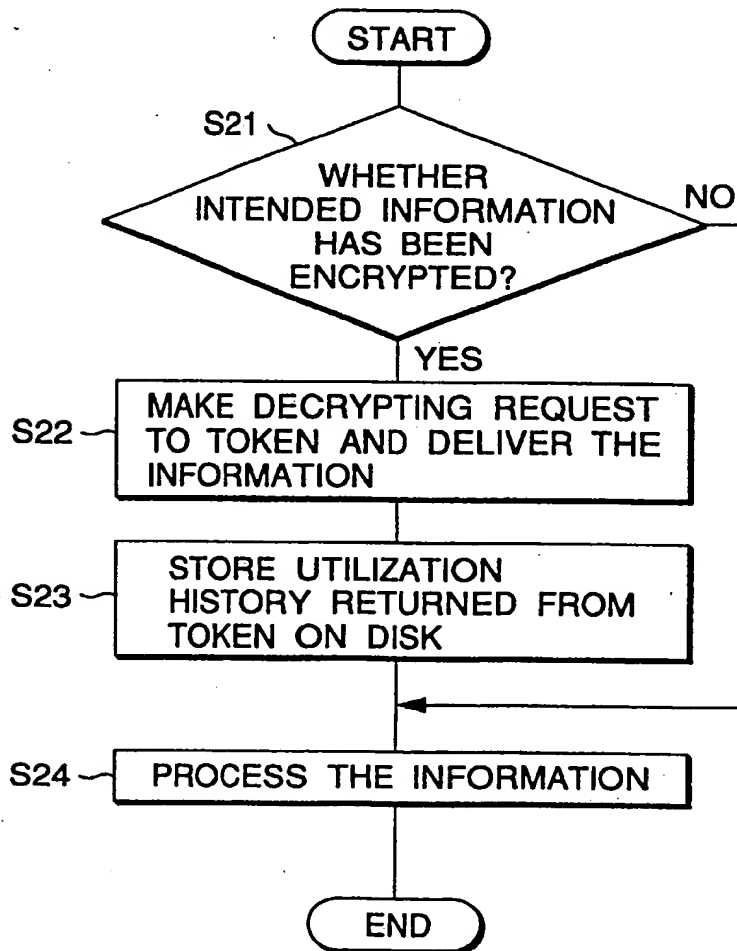 START
S21
WHETHER
INTENDED INFORMATION
HAS BEEN
ENCRYPTED?
NO
YES
S22
MAKE DECRYPTING REQUEST
TO TOKEN AND DELIVER THE
INFORMATION
S23
STORE UTILIZATION
HISTORY RETURNED FROM
TOKEN ON DISK
S24
PROCESS THE INFORMATION
END